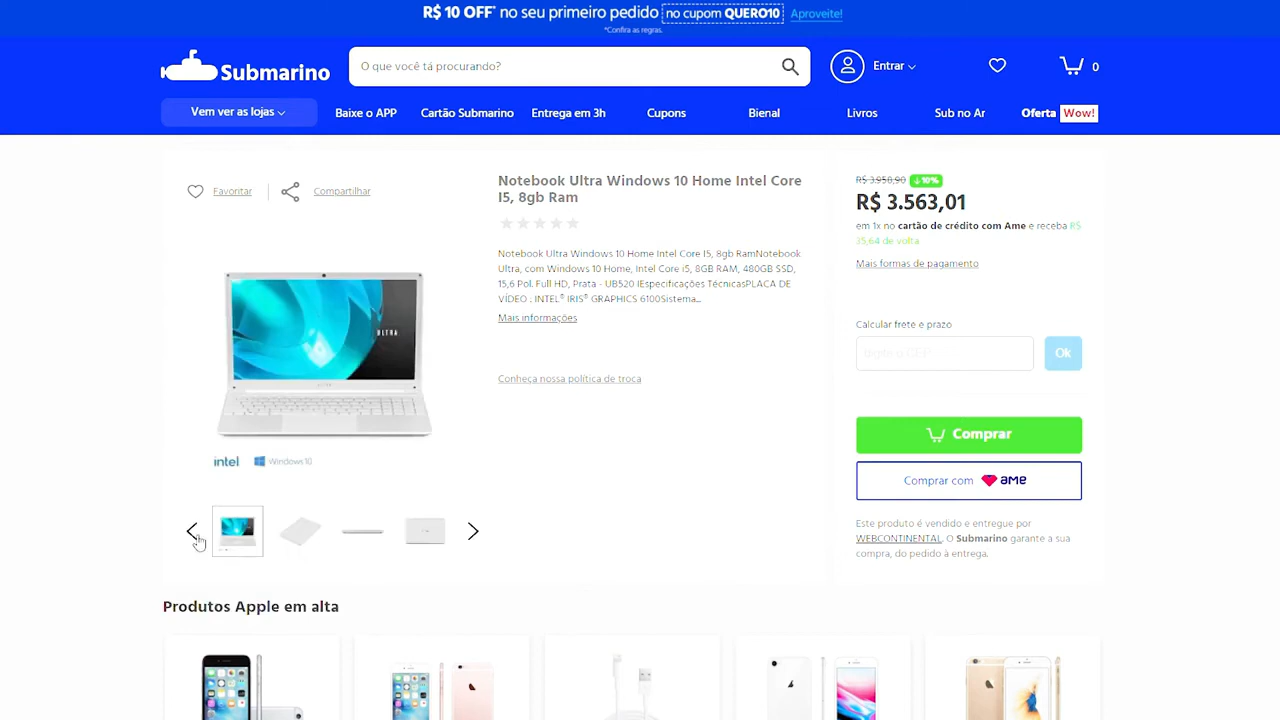 R$ 10 OFF* no seu primeiro pedido no cupom QUERO10 Aproveite!
*Confira as regras.
Submarino
O que você tá procurando?
Entrar
0
Vem ver as lojas
Baixe o APP
Cartão Submarino
Entrega em 3h
Cupons
Bienal
Livros
Sub no Ar
Oferta Wow!
Favoritar
Compartilhar
Notebook Ultra Windows 10 Home Intel Core
I5, 8gb Ram
Notebook Ultra Windows 10 Home Intel Core I5, 8gb RamNotebook
Ultra, com Windows 10 Home, Intel Core i5, 8GB RAM, 480GB SSD,
15,6 Pol. Full HD, Prata - UB520 |Especificações TécnicasPLACA DE
VÍDEO : INTEL® IRIS® GRAPHICS 6100Sistema...
Mais informações
Conheça nossa política de troca
ULTRA
intel
Windows10
R$ 3.950,90 10%
R$ 3.563,01
em 1x no cartão de crédito com Ame e receba R$
35,64 de volta
Mais formas de pagamento
Calcular frete e prazo
Digite o CEP*
Ok
Comprar
Comprar com ame
Este produto é vendido e entregue por
WEBCONTINENTAL. O Submarino garante a sua
compra, do pedido à entrega.
Produtos Apple em alta